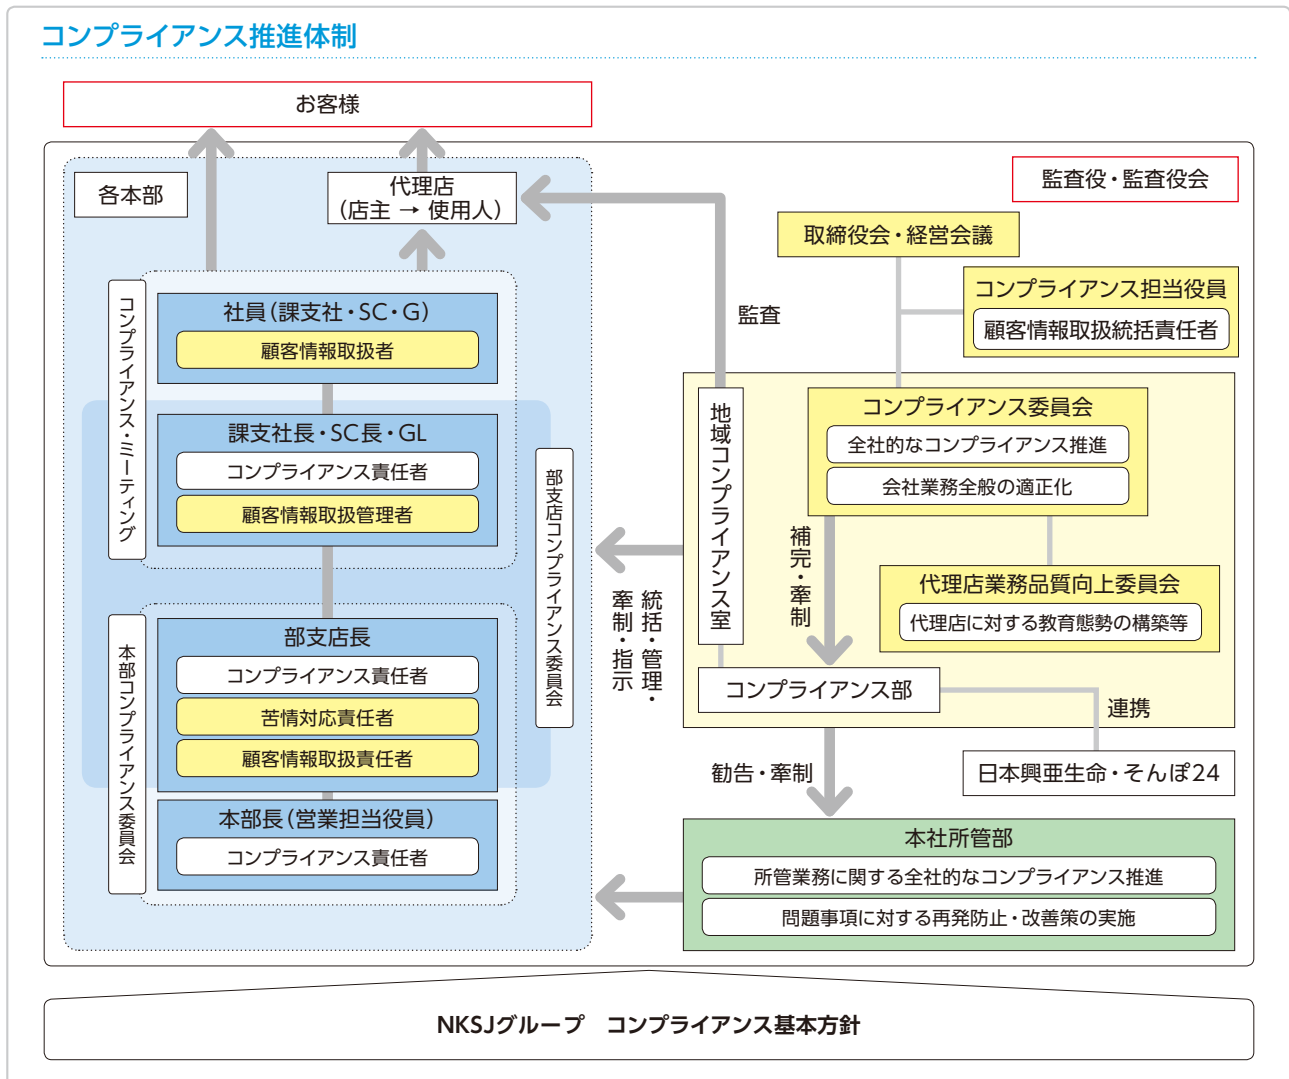 コンプライアンス推進体制
お客様
各本部
代理店
(店主 → 使用人)
監査役・監査役会
取締役会・経営会議
コンプライアンス担当役員
顧客情報取扱統括責任者
監査
コンプライアンス・ミーティング
社員(課支社・SC・G)
顧客情報取扱者
課支社長・SC長・GL
コンプライアンス責任者
顧客情報取扱管理者
部支店コンプライアンス委員会
本部コンプライアンス委員会
部支店長
コンプライアンス責任者
苦情対応責任者
顧客情報取扱責任者
本部長(営業担当役員)
コンプライアンス責任者
統括・管理・
牽制・指示
地域コンプライアンス室
コンプライアンス委員会
全社的なコンプライアンス推進
会社業務全般の適正化
補完・牽制
代理店業務品質向上委員会
代理店に対する教育態勢の構築等
コンプライアンス部
連携
日本興亜生命・そんぽ24
勧告・牽制
本社所管部
所管業務に関する全社的なコンプライアンス推進
問題事項に対する再発防止・改善策の実施
NKSJグループ コンプライアンス基本方針